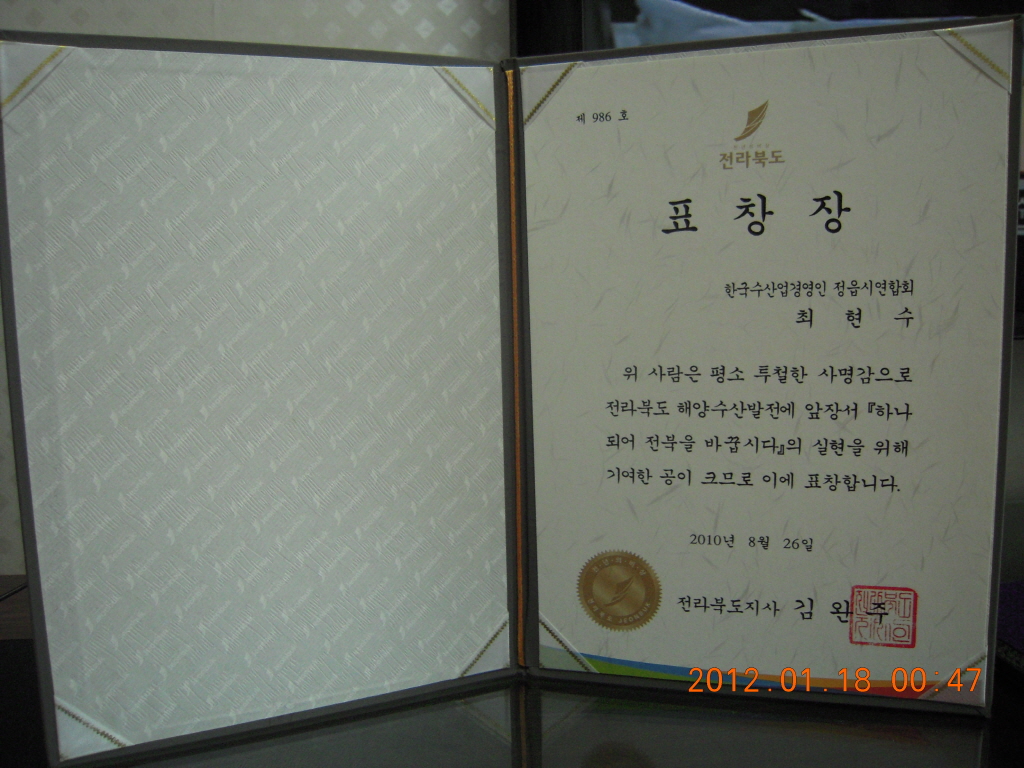 제 986 호
전라북도
표 창 장
한국수산업경영인 정읍시연합회
최 현 수
위 사람은 평소 투철한 사명감으로
전라북도 해양수산발전에 앞장서 『하나
되어 전북을 바꿉시다』의 실현을 위해
기여한 공이 크므로 이에 표창합니다.
2010년 8월 26일
전라북도지사 김 완 주
2012.01.18 00:47